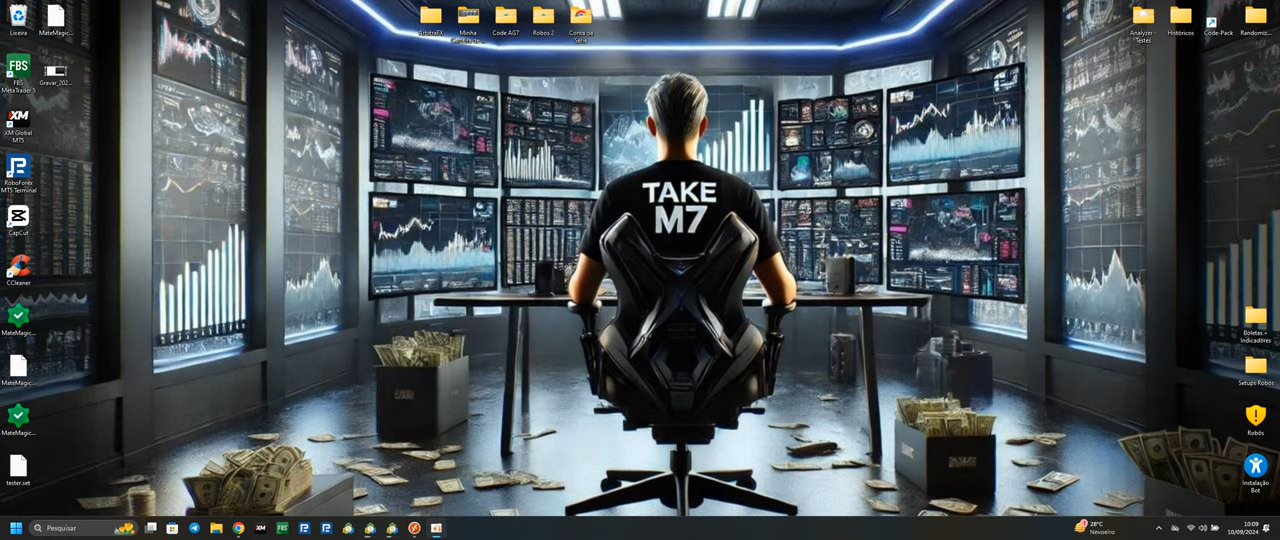 Lixeira
MateMagic...
ArbitraFX
Minha
Code AG7
Robos 2
Conta da
Serie
Analyzer -
Testes
Históricos
Code-Pack
Randomiz...
FBS
FBS
MetaTrader 5
Gravar_202...
XM
XM Global
MT5
RoboForex
MT5 Terminal
CapCut
CCleaner
MateMagic...
MateMagic...
MateMagic...
tester.set
TAKE
M7
Boletas +
Indicadores
Setups Robôs
Robôs
Instalação
Bot
Pesquisar
XM
FBS
28°C
Nevoeiro
10:09
10/09/2024